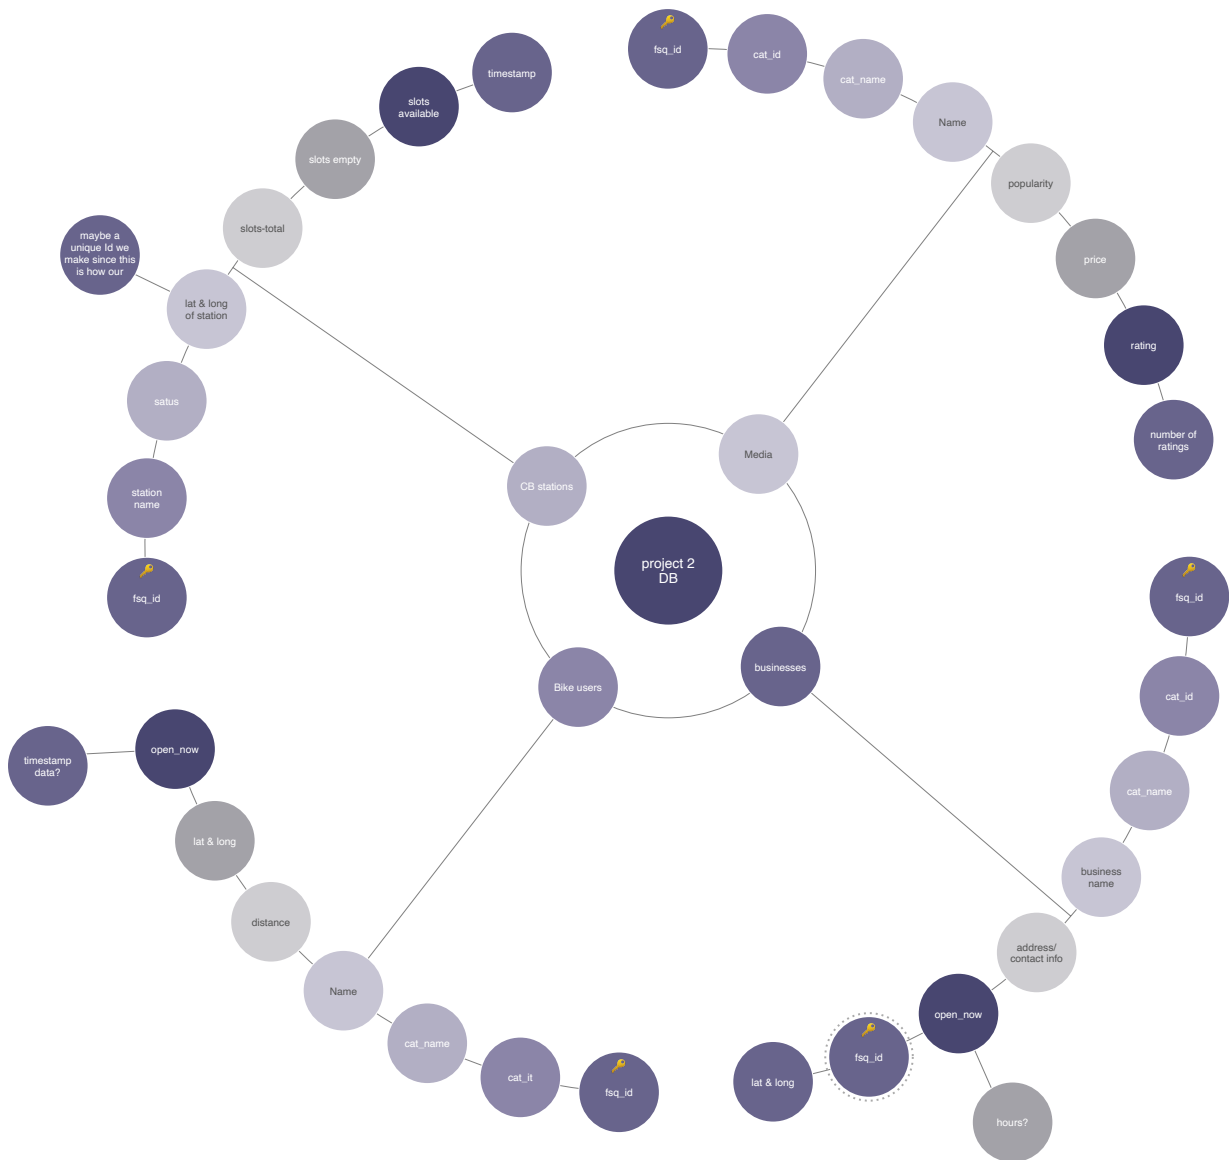 fsq_id
cat_id
cat_name
Name
popularity
price
rating
number of
ratings
timestamp
slots
available
slots empty
slots-total
maybe a
unique Id we
make since this
is how our
lat & long
of station
satus
station
name
fsq_id
CB stations
Media
project 2
DB
Bike users
businesses
fsq_id
cat_id
cat_name
business
name
address/
contact info
open_now
fsq_id
lat & long
hours?
timestamp
data?
open_now
lat & long
distance
Name
cat_name
cat_it
fsq_id